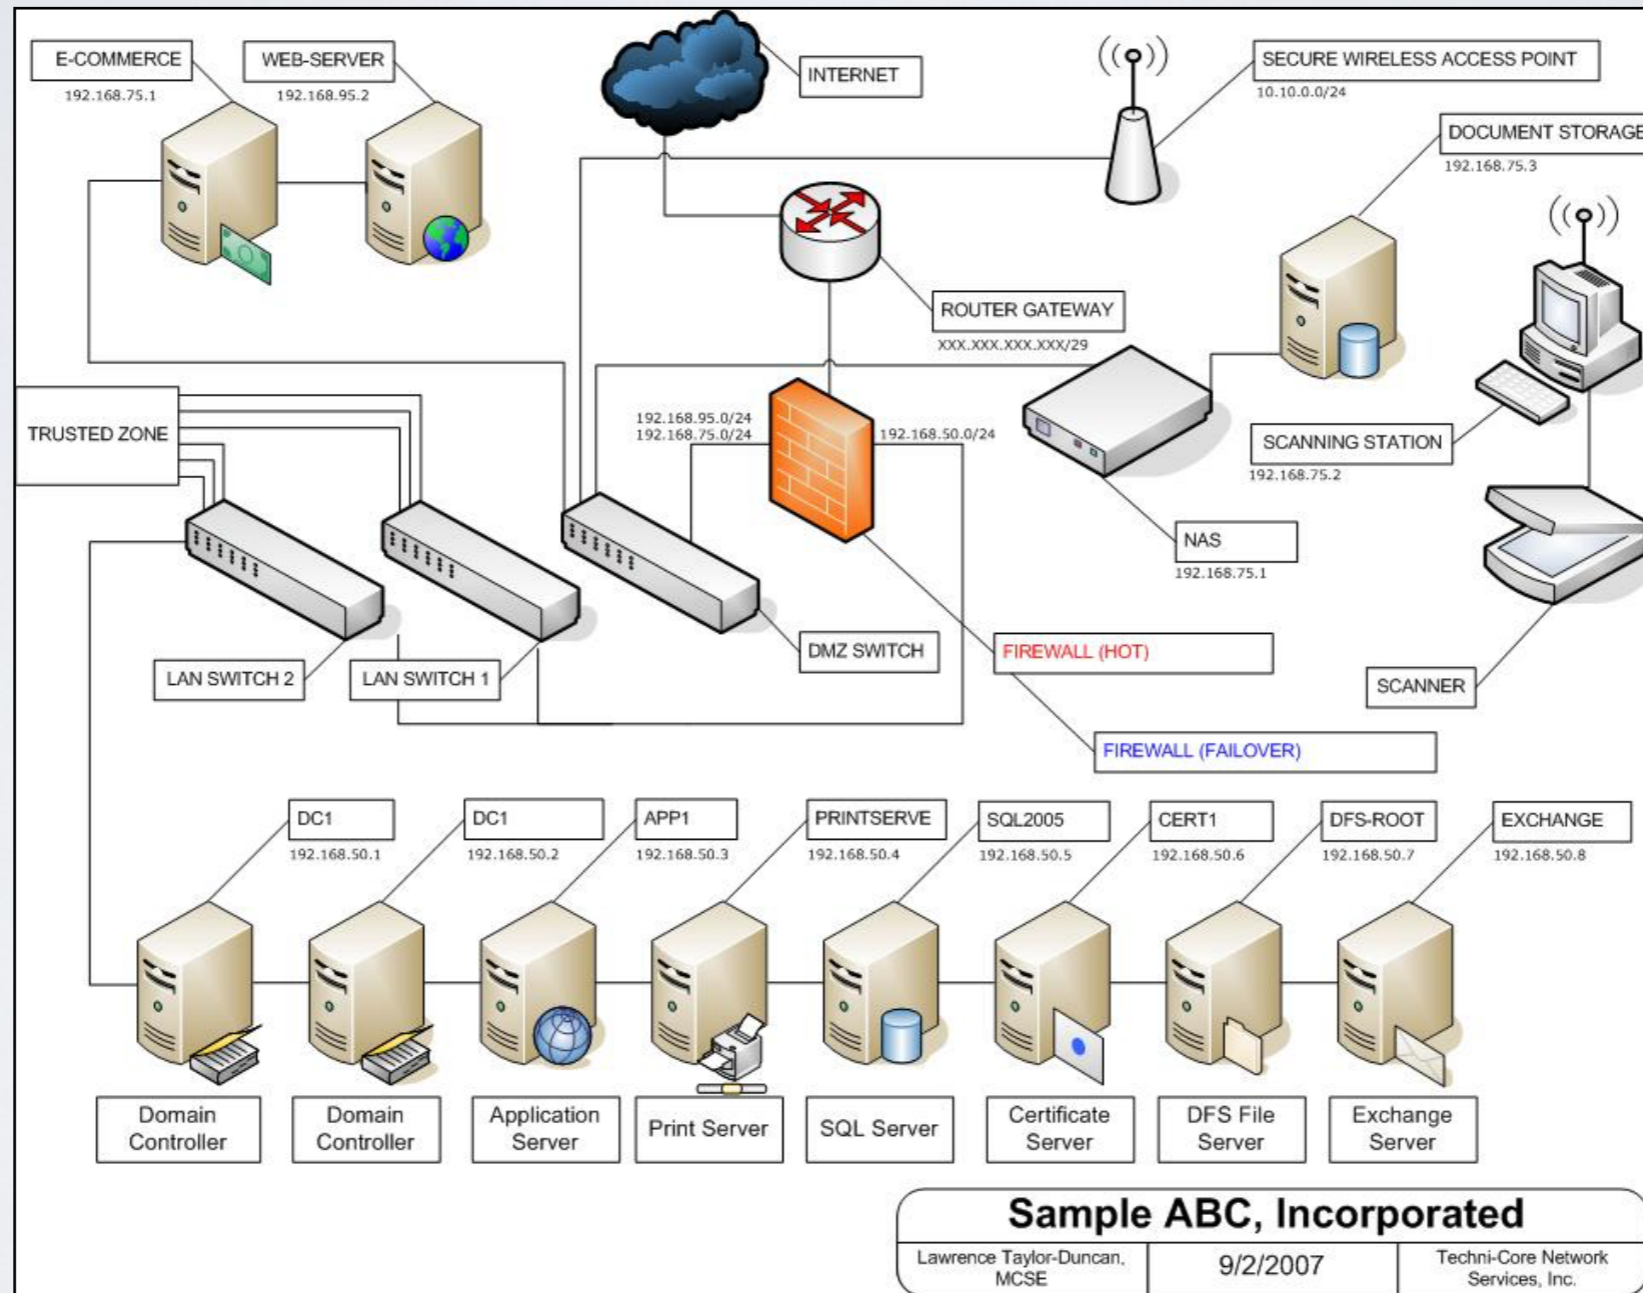 E-COMMERCE
192.168.75.1
WEB-SERVER
192.168.95.2
INTERNET
SECURE WIRELESS ACCESS POINT
10.10.0.0/24
DOCUMENT STORAGE
192.168.75.3
ROUTER GATEWAY
XXX.XXX.XXX.XXX/29
TRUSTED ZONE
192.168.95.0/24
192.168.75.0/24
192.168.50.0/24
SCANNING STATION
192.168.75.2
NAS
192.168.75.1
LAN SWITCH 2
LAN SWITCH 1
DMZ SWITCH
FIREWALL (HOT)
SCANNER
FIREWALL (FAILOVER)
DC1
192.168.50.1
DC1
192.168.50.2
APP1
192.168.50.3
PRINTSERVE
192.168.50.4
SQL2005
192.168.50.5
CERT1
192.168.50.6
DFS-ROOT
192.168.50.7
EXCHANGE
192.168.50.8
Domain
Controller
Domain
Controller
Application
Server
Print Server
SQL Server
Certificate
Server
DFS File
Server
Exchange
Server
Sample ABC, Incorporated
Lawrence Taylor-Duncan,
MCSE
9/2/2007
Techni-Core Network
Services, Inc.